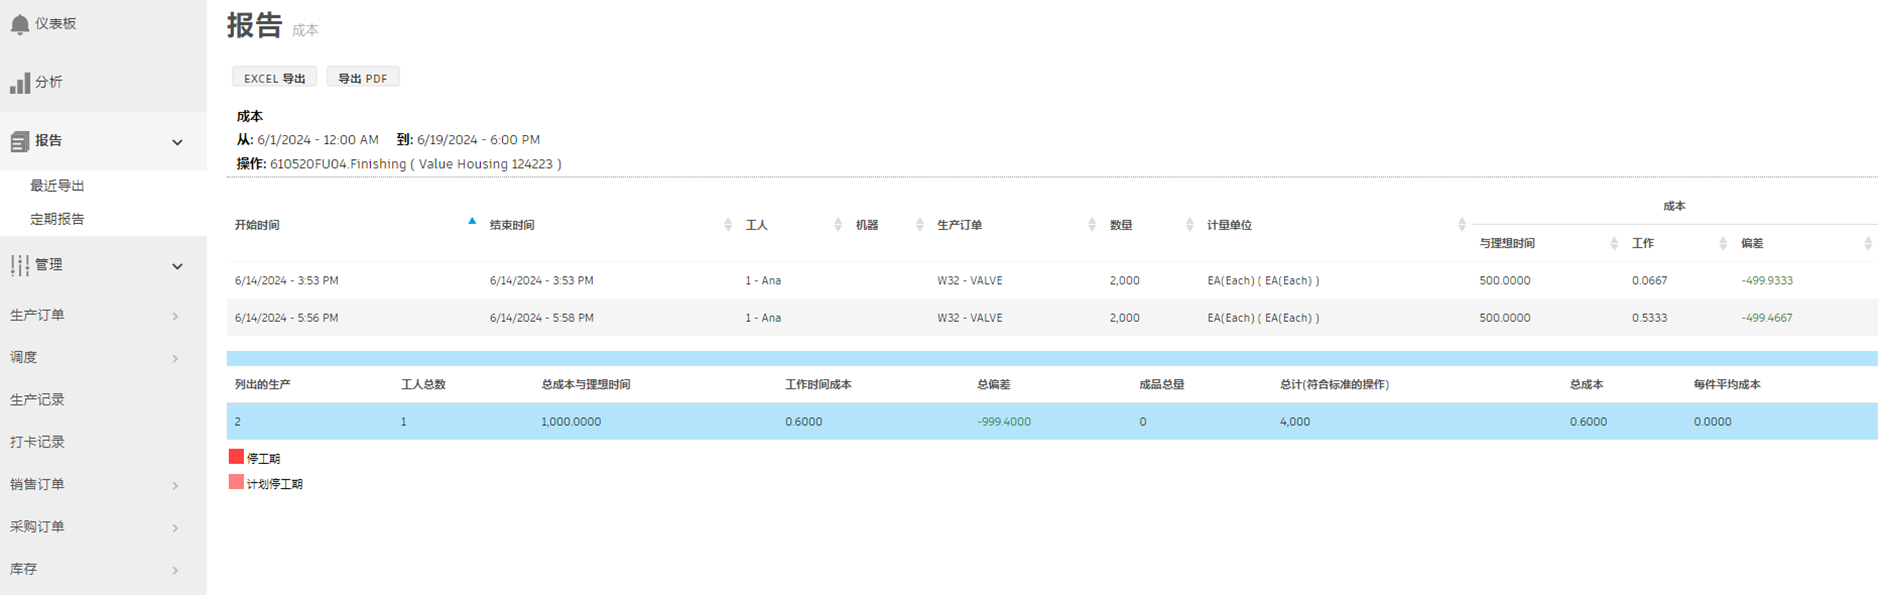 仪表板
分析
报告
最近导出
定期报告
管理
生产订单
调度
生产记录
打卡记录
销售订单
采购订单
库存
报告 成本
EXCEL 导出 导出 PDF
成本
从: 6/1/2024 - 12:00 AM 到: 6/19/2024 - 6:00 PM
操作: 610520FU04.Finishing ( Value Housing 124223 )
成本
开始时间 结束时间 工人 机器 生产订单 数量 计量单位
与理想时间 工作 偏差
6/14/2024 - 3:53 PM 6/14/2024 - 3:53 PM 1 - Ana W32 - VALVE 2,000 EA(Each) ( EA(Each) ) 500.0000 0.0667 -499.9333
6/14/2024 - 5:56 PM 6/14/2024 - 5:58 PM 1 - Ana W32 - VALVE 2,000 EA(Each) ( EA(Each) ) 500.0000 0.5333 -499.4667
列出的生产 工人总数 总成本与理想时间 工作时间成本 总偏差 成品总量 总计(符合标准的操作) 总成本 每件平均成本
2 1 1,000.0000 0.6000 -999.4000 0 4,000 0.6000 0.0000
停工期
计划停工期